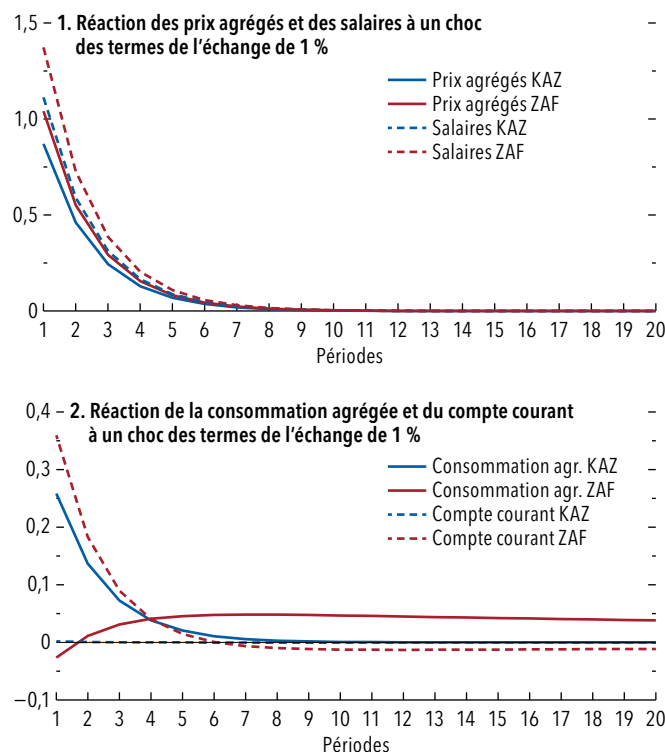 1. Réaction des prix agrégés et des salaires à un choc
des termes de l'échange de 1 %
1,5
1,0
0,5
0
Prix agrégés KAZ
Prix agrégés ZAF
Salaires KAZ
Salaires ZAF
1 2 3 4 5 6 7 8 9 10 11 12 13 14 15 16 17 18 19 20
Périodes
2. Réaction de la consommation agrégée et du compte courant
à un choc des termes de l'échange de 1 %
0,4
0,3
0,2
0,1
0
−0,1
Consommation agr. KAZ
Consommation agr. ZAF
Compte courant KAZ
Compte courant ZAF
1 2 3 4 5 6 7 8 9 10 11 12 13 14 15 16 17 18 19 20
Périodes